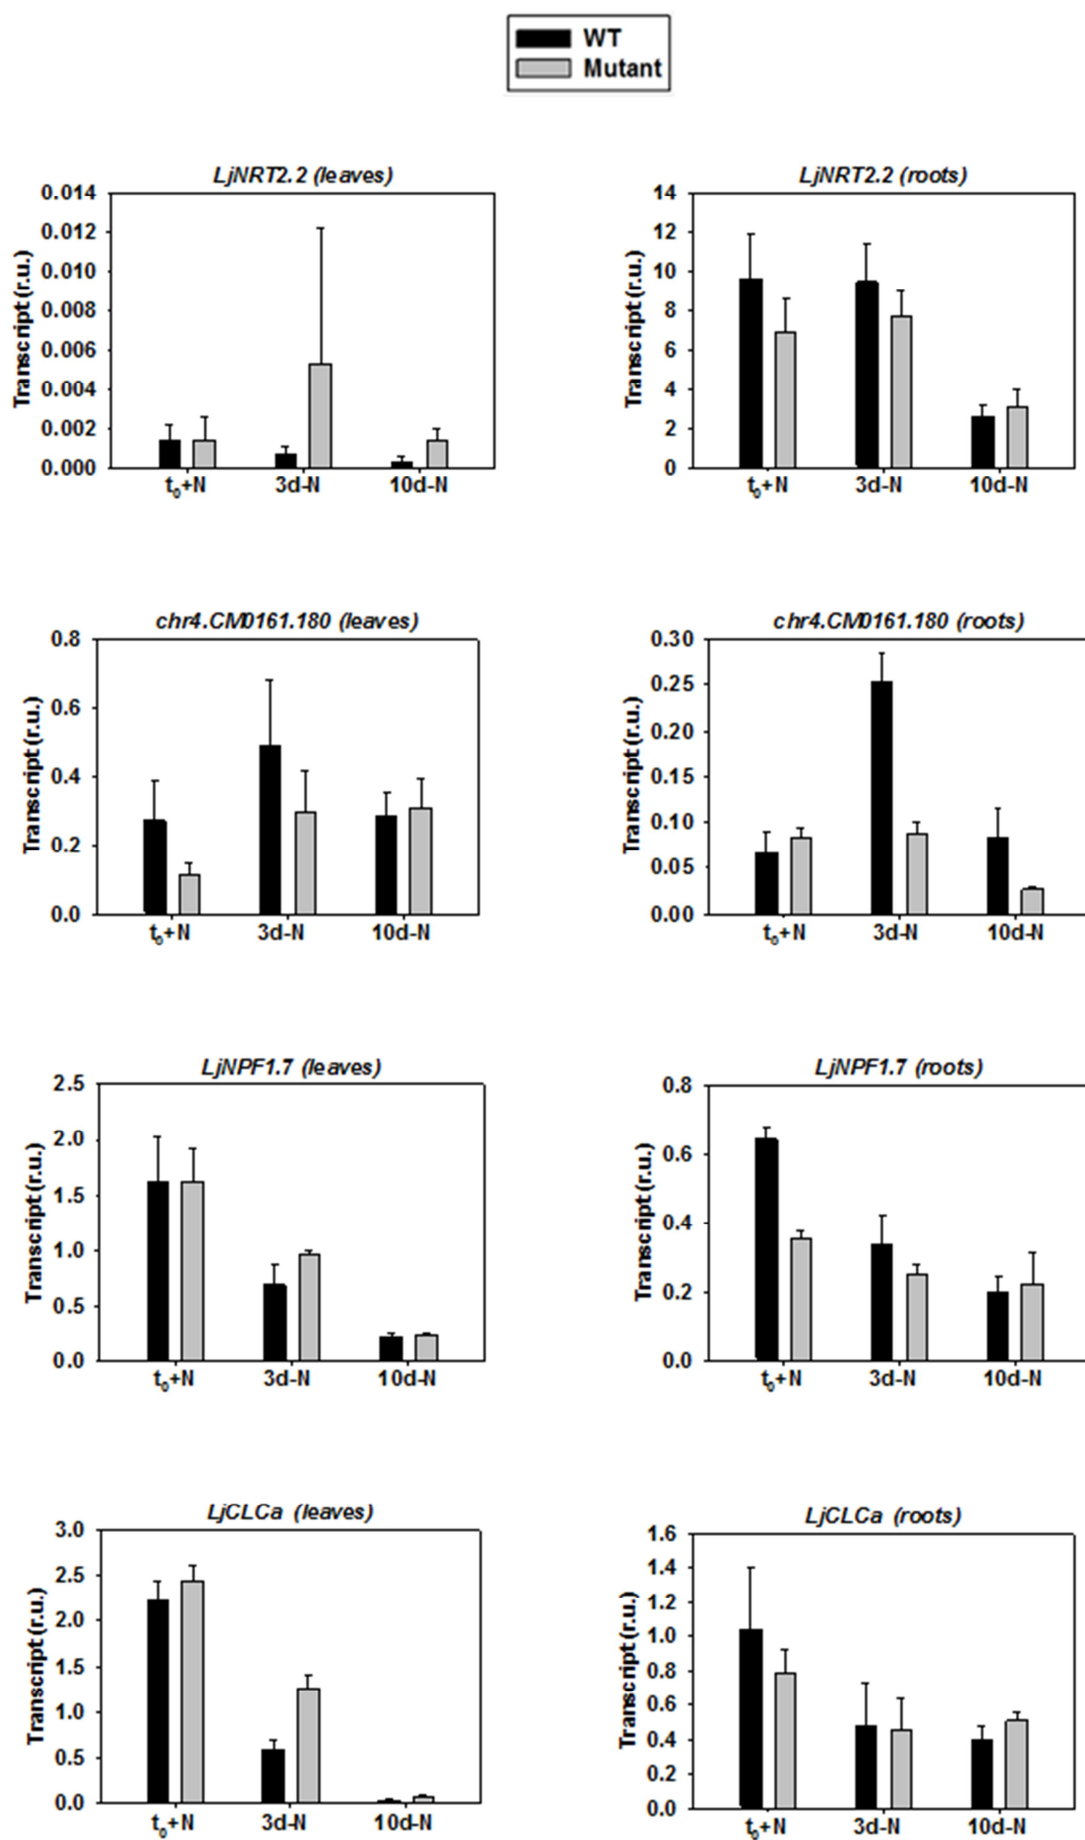 WT
Mutant
LjNRT2.2 (leaves)
0.014
0.012
0.010
0.008
0.006
0.004
0.002
0.000
Transcript (r.u.)
t₀+N 3d-N 10d-N
LjNRT2.2 (roots)
14
12
10
8
6
4
2
0
Transcript (r.u.)
t₀+N 3d-N 10d-N
chr4.CM0161.180 (leaves)
0.8
0.6
0.4
0.2
0.0
Transcript (r.u.)
t₀+N 3d-N 10d-N
chr4.CM0161.180 (roots)
0.30
0.25
0.20
0.15
0.10
0.05
0.00
Transcript (r.u.)
t₀+N 3d-N 10d-N
LjNPF1.7 (leaves)
2.5
2.0
1.5
1.0
0.5
0.0
Transcript (r.u.)
t₀+N 3d-N 10d-N
LjNPF1.7 (roots)
0.8
0.6
0.4
0.2
0.0
Transcript (r.u.)
t₀+N 3d-N 10d-N
LjCLCa (leaves)
3.0
2.5
2.0
1.5
1.0
0.5
0.0
Transcript (r.u.)
t₀+N 3d-N 10d-N
LjCLCa (roots)
1.6
1.4
1.2
1.0
0.8
0.6
0.4
0.2
0.0
Transcript (r.u.)
t₀+N 3d-N 10d-N